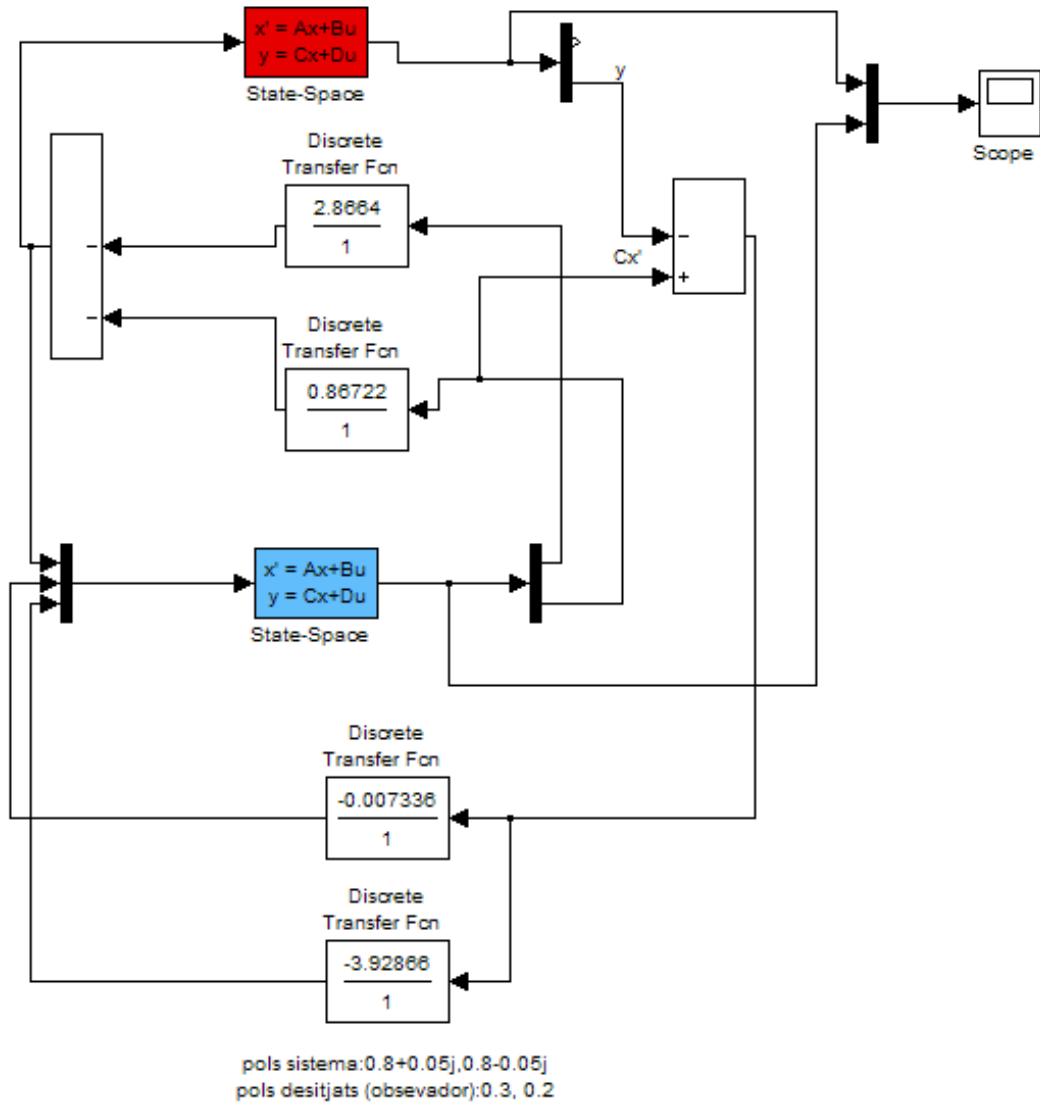 x' = Ax+Bu
y = Cx+Du
State-Space
y
Scope
Discrete
Transfer Fcn
2.8664
1
−
−
Cx'
−
+
Discrete
Transfer Fcn
0.86722
1
x' = Ax+Bu
y = Cx+Du
State-Space
Discrete
Transfer Fcn
-0.007336
1
Discrete
Transfer Fcn
-3.92866
1
pols sistema:0.8+0.05j,0.8-0.05j
pols desitjats (obsevador):0.3, 0.2